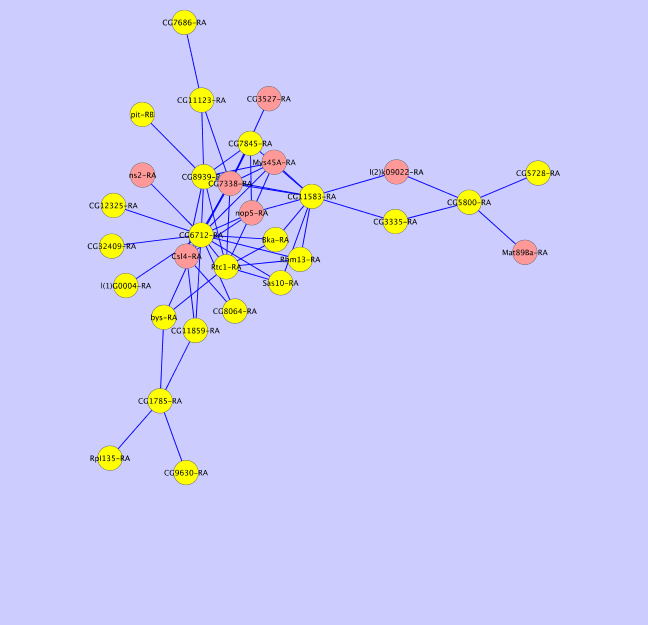 CG7686-RA
CG11123-RA
CG3527-RA
pit-RB
CG7845-RA
Mys45A-RA
ns2-RA
CG8939-R
CG7338-RA
l(2)k09022-RA
CG5728-RA
CG11583-RA
CG12325-RA
nop5-RA
CG5800-RA
CG3335-RA
CG6712-RA
Bka-RA
CG32409-RA
Mat89Ba-RA
Csl4-RA
Rbm13-RA
Rtc1-RA
Sas10-RA
l(1)G0004-RA
CG8064-RA
bys-RA
CG11859-RA
CG1785-RA
RpI135-RA
CG9630-RA